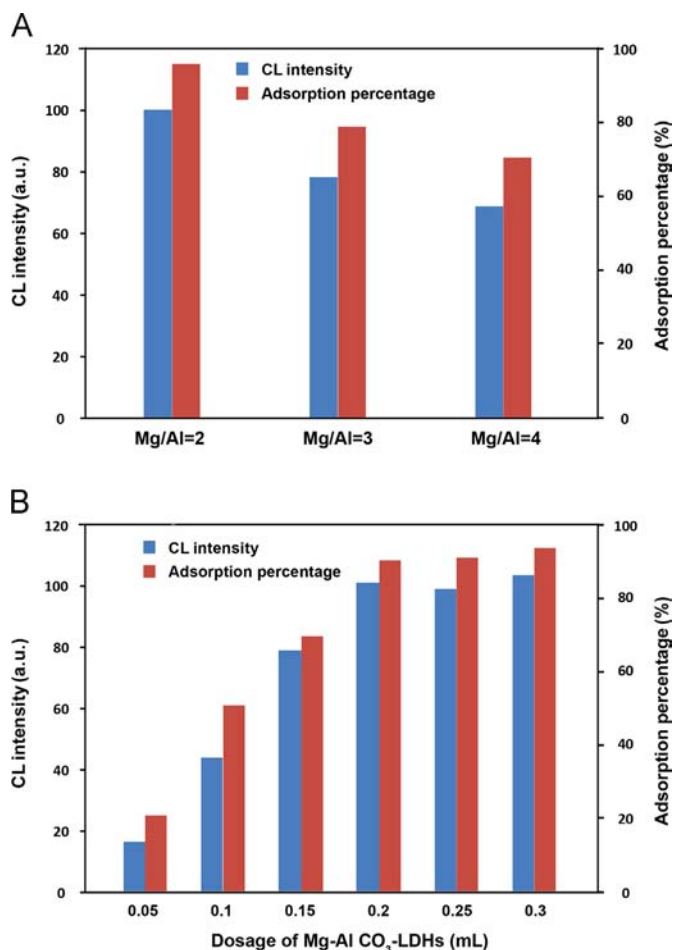 A
120
100
80
60
40
20
0
CL intensity (a.u.)
CL intensity
Adsorption percentage
100
80
60
40
20
0
Adsorption percentage (%)
Mg/Al=2 Mg/Al=3 Mg/Al=4
B
120
100
80
60
40
20
0
CL intensity (a.u.)
CL intensity
Adsorption percentage
100
80
60
40
20
0
Adsorption percentage (%)
0.05 0.1 0.15 0.2 0.25 0.3
Dosage of Mg-Al CO₃-LDHs (mL)